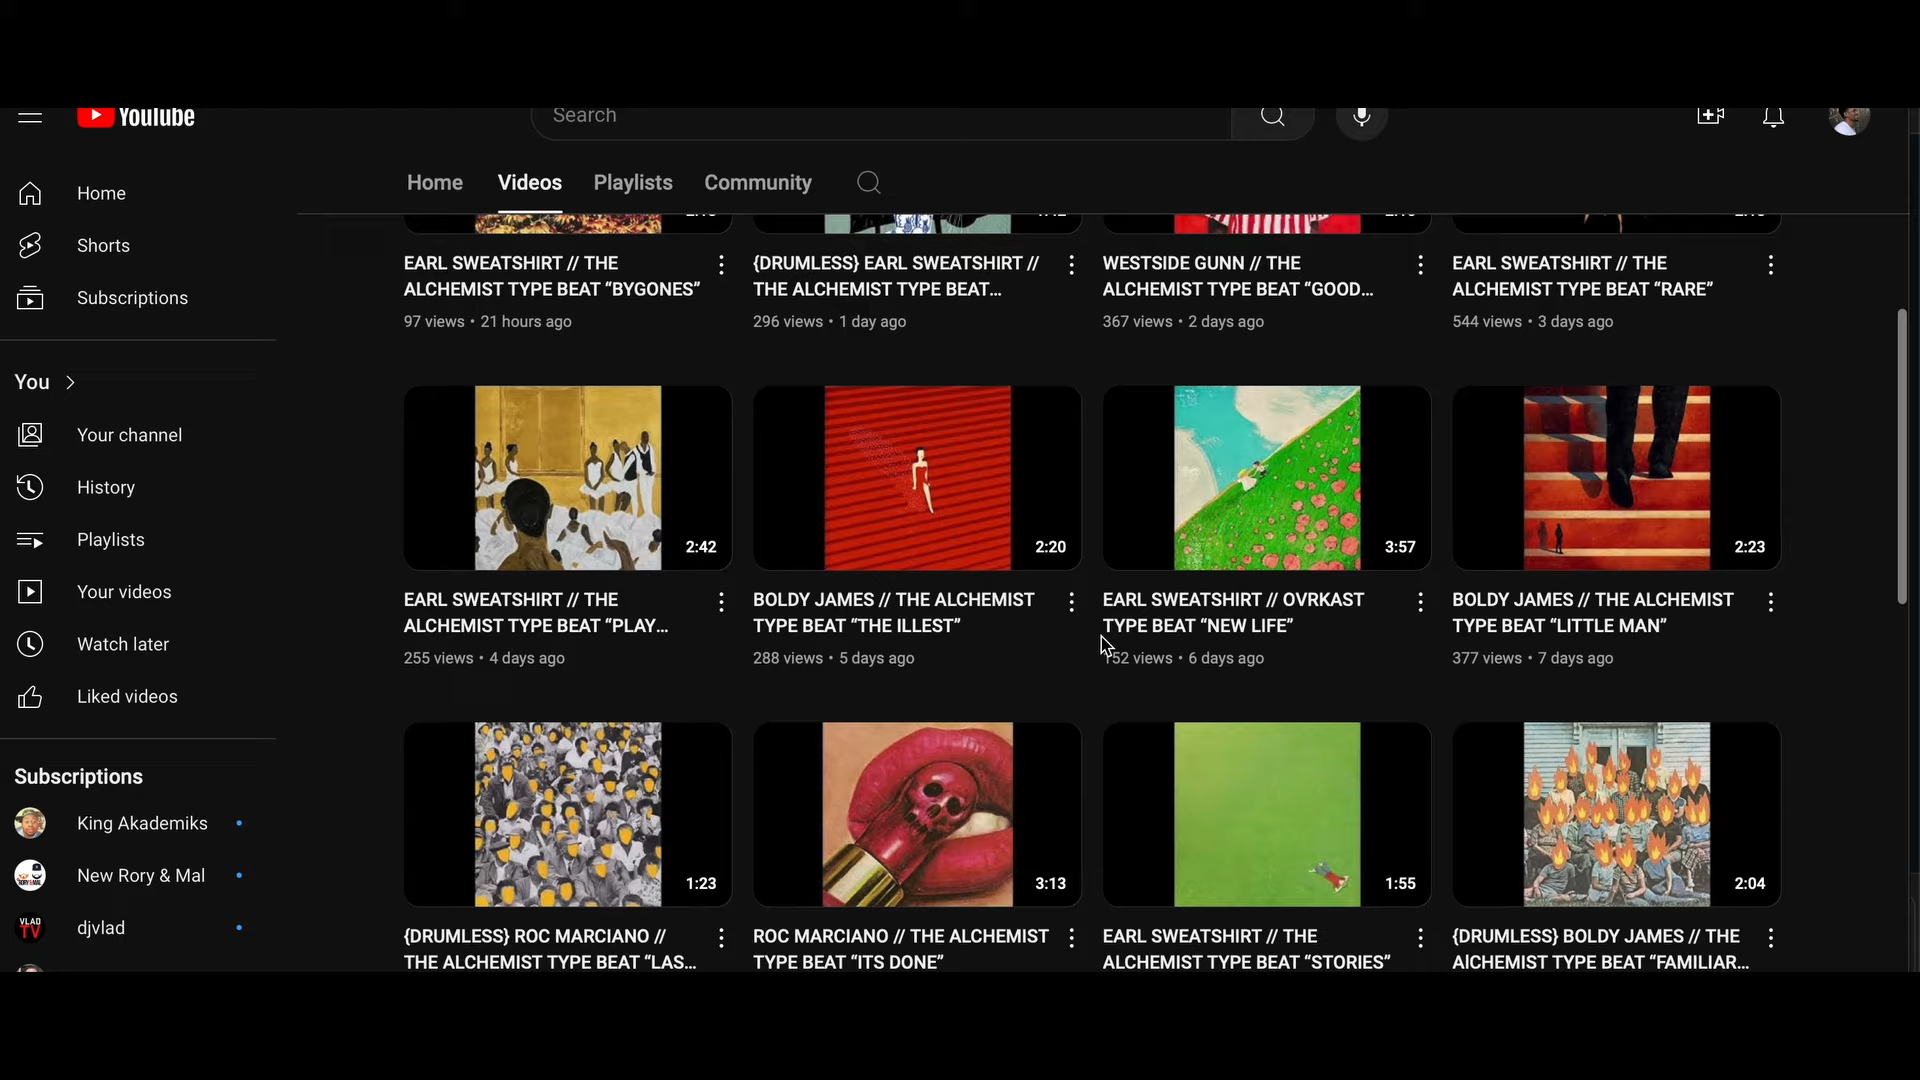 YouTube
Search
Home
Videos
Playlists
Community
Home
Shorts
Subscriptions
You
Your channel
History
Playlists
Your videos
Watch later
Liked videos
Subscriptions
King Akademiks
New Rory & Mal
VLAD
TV
djvlad
EARL SWEATSHIRT // THE
ALCHEMIST TYPE BEAT “BYGONES”
97 views • 21 hours ago
{DRUMLESS} EARL SWEATSHIRT //
THE ALCHEMIST TYPE BEAT...
296 views • 1 day ago
WESTSIDE GUNN // THE
ALCHEMIST TYPE BEAT “GOOD...
367 views • 2 days ago
EARL SWEATSHIRT // THE
ALCHEMIST TYPE BEAT “RARE”
544 views • 3 days ago
2:42
EARL SWEATSHIRT // THE
ALCHEMIST TYPE BEAT “PLAY...
255 views • 4 days ago
2:20
BOLDY JAMES // THE ALCHEMIST
TYPE BEAT “THE ILLEST”
288 views • 5 days ago
3:57
EARL SWEATSHIRT // OVRKAST
TYPE BEAT “NEW LIFE”
152 views • 6 days ago
2:23
BOLDY JAMES // THE ALCHEMIST
TYPE BEAT “LITTLE MAN”
377 views • 7 days ago
1:23
{DRUMLESS} ROC MARCIANO //
THE ALCHEMIST TYPE BEAT “LAS...
3:13
ROC MARCIANO // THE ALCHEMIST
TYPE BEAT “ITS DONE”
1:55
EARL SWEATSHIRT // THE
ALCHEMIST TYPE BEAT “STORIES”
2:04
{DRUMLESS} BOLDY JAMES // THE
AlCHEMIST TYPE BEAT “FAMILIAR...